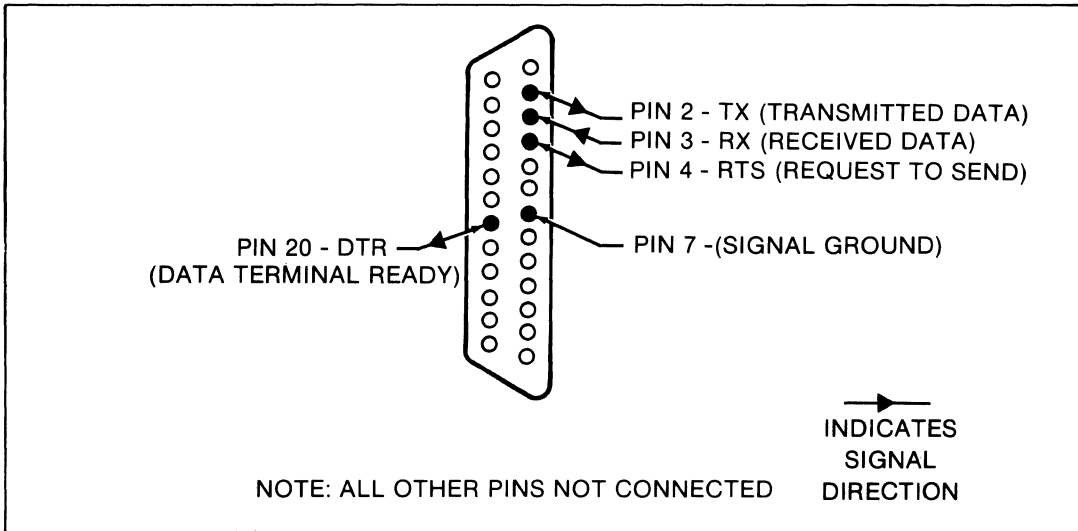 PIN 2 - TX (TRANSMITTED DATA)
PIN 3 - RX (RECEIVED DATA)
PIN 4 - RTS (REQUEST TO SEND)
PIN 20 - DTR
(DATA TERMINAL READY)
PIN 7 -(SIGNAL GROUND)
INDICATES
SIGNAL
DIRECTION
NOTE: ALL OTHER PINS NOT CONNECTED